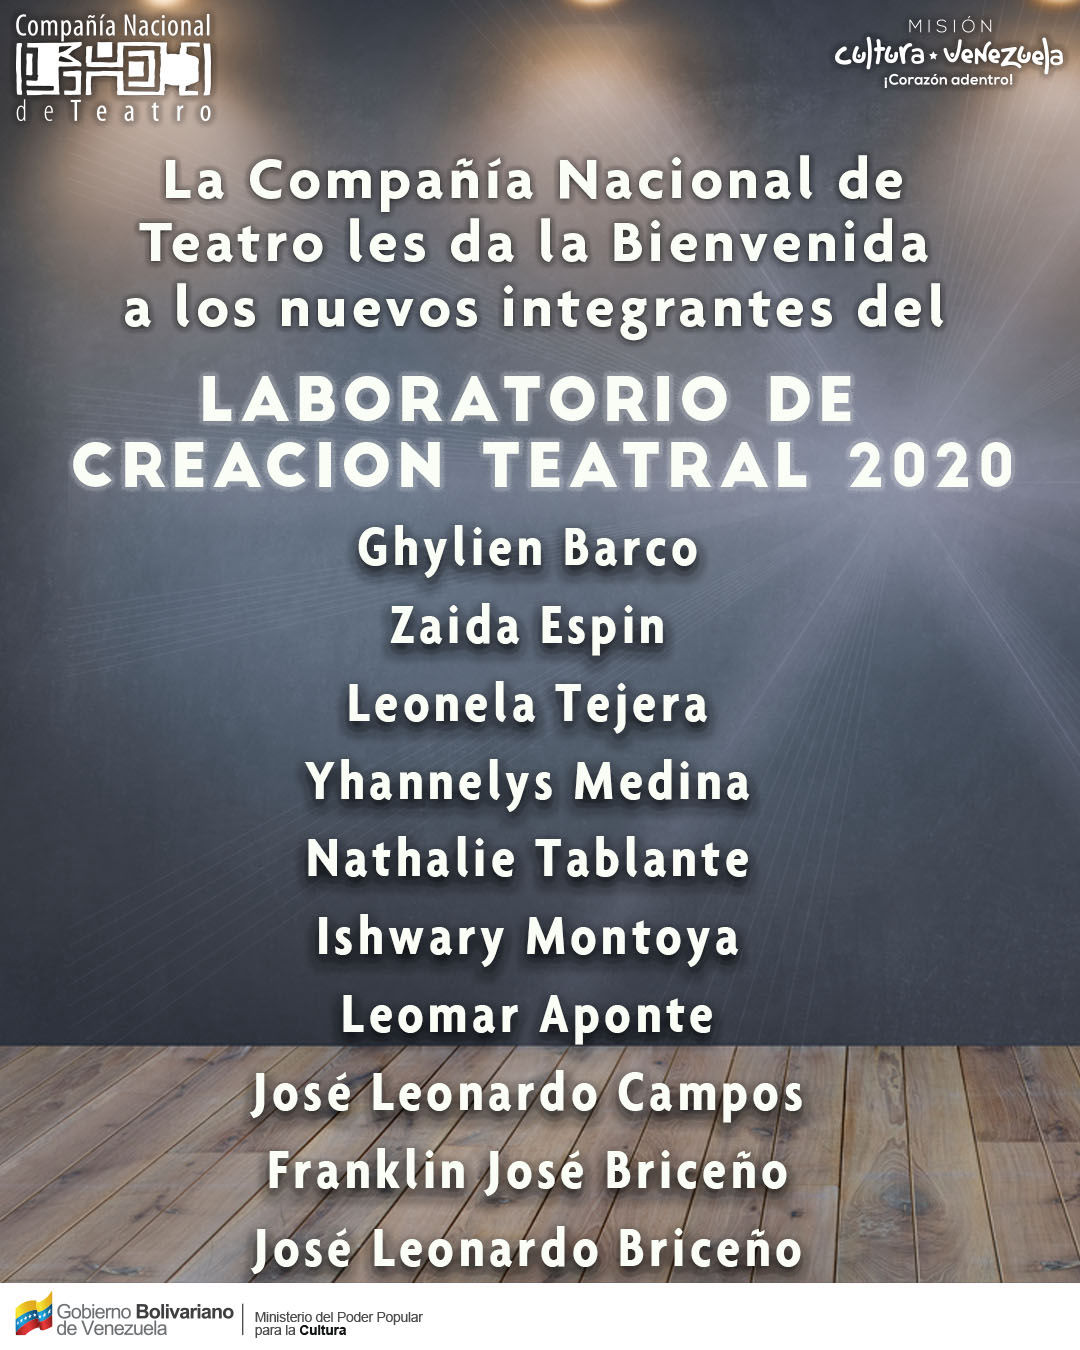 Compañía Nacional
de Teatro
MISIÓN
Cultura Venezuela
¡Corazón adentro!
La Compañía Nacional de
Teatro les da la Bienvenida
a los nuevos integrantes del
LABORATORIO DE
CREACION TEATRAL 2020
Ghylien Barco
Zaida Espin
Leonela Tejera
Yhannelys Medina
Nathalie Tablante
Ishwary Montoya
Leomar Aponte
José Leonardo Campos
Franklin José Briceño
José Leonardo Briceño
Gobierno Bolivariano
de Venezuela
Ministerio del Poder Popular
para la Cultura